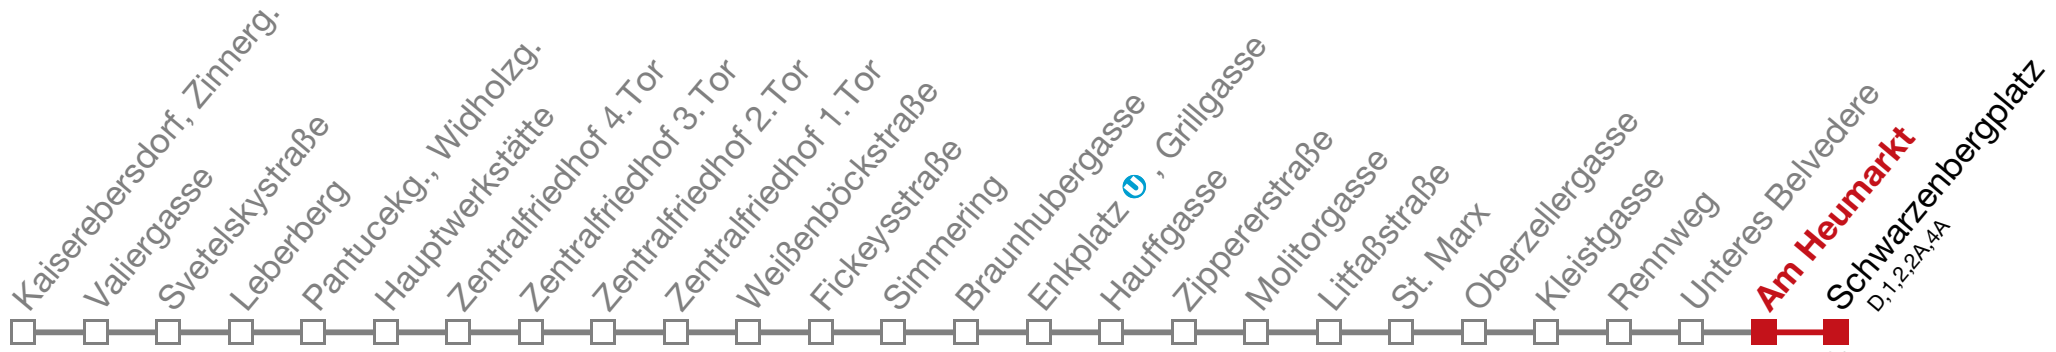 Kaiserebersdorf, Zinnerg.
Valiergasse
Svetelskystraße
Leberberg
Pantucekg., Widholzg.
Hauptwerkstätte
Zentralfriedhof 4.Tor
Zentralfriedhof 3.Tor
Zentralfriedhof 2.Tor
Zentralfriedhof 1.Tor
Weißenböckstraße
Fickeysstraße
Simmering
Braunhubergasse
Enkplatz U , Grillgasse
Hauffgasse
Zippererstraße
Molitorgasse
Litfaßstraße
St. Marx
Oberzellergasse
Kleistgasse
Rennweg
Unteres Belvedere
Am Heumarkt
Schwarzenbergplatz
D,1,2,2A,4A